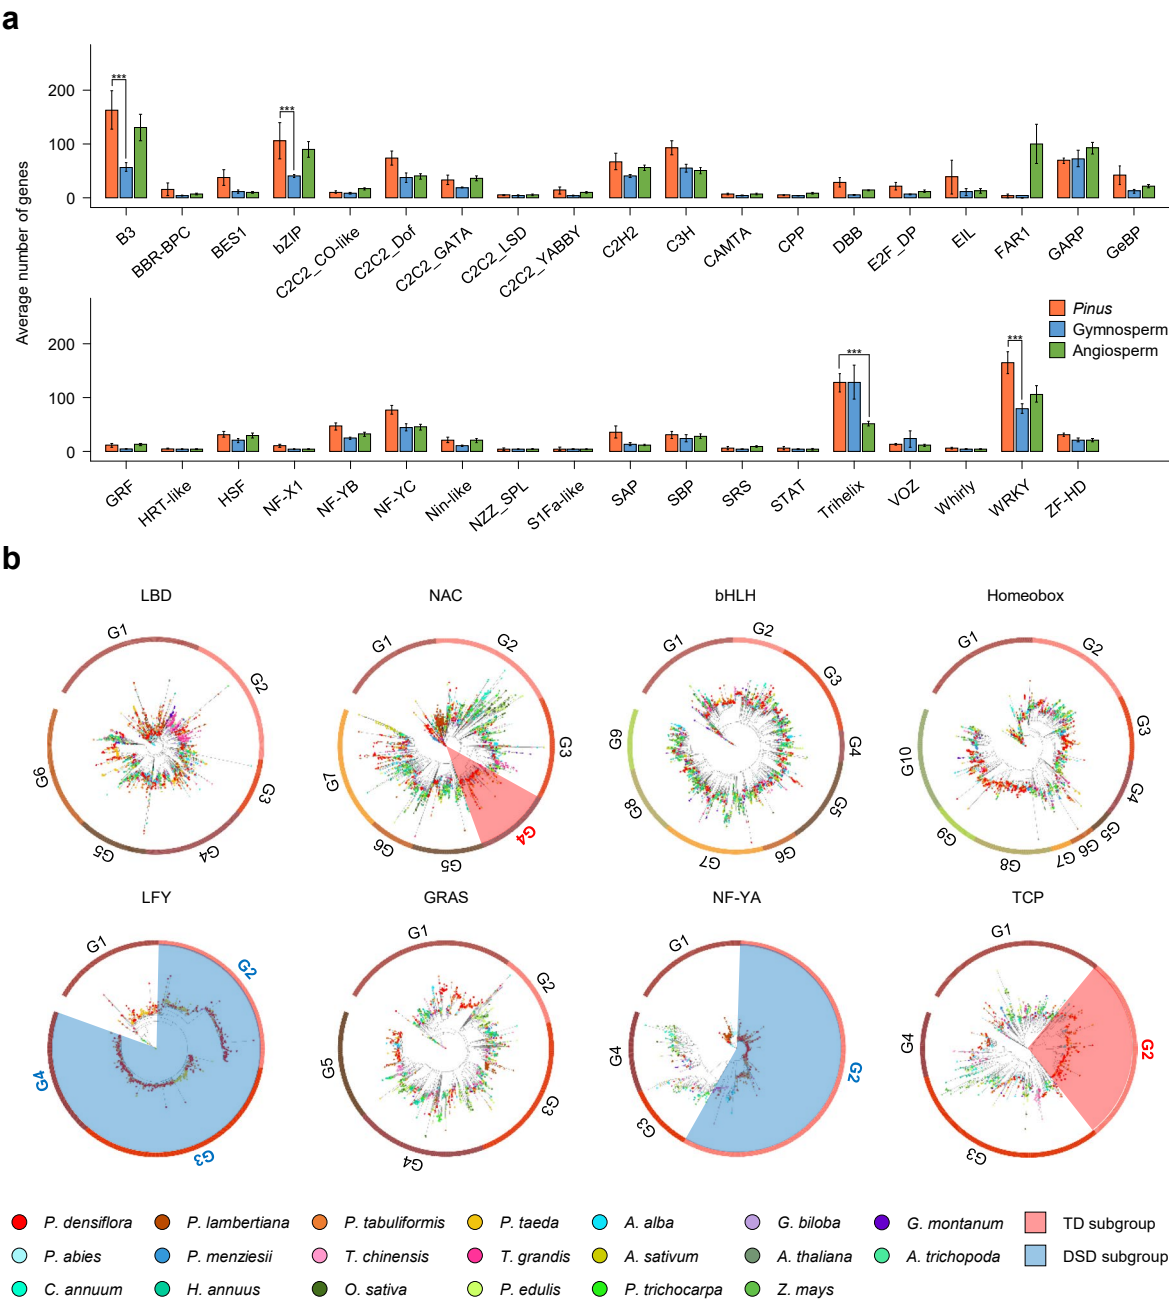 a
Average number of genes
200
100
0
***
***
B3
BBR-BPC
BES1
bZIP
C2C2_CO-like
C2C2_Dof
C2C2_GATA
C2C2_LSD
C2C2_YABBY
C2H2
C3H
CAMTA
CPP
DBB
E2F_DP
EIL
FAR1
GARP
GeBP
200
100
0
***
***
Pinus
Gymnosperm
Angiosperm
GRF
HRT-like
HSF
NF-X1
NF-YB
NF-YC
Nin-like
NZZ_SPL
S1Fa-like
SAP
SBP
SRS
STAT
Trihelix
VOZ
Whirly
WRKY
ZF-HD
b
LBD
G1
G2
G3
G4
G5
G6
NAC
G1
G2
G3
G4
G5
G6
G7
bHLH
G1
G2
G3
G4
G5
G6
G7
G8
G9
Homeobox
G1
G2
G3
G4
G5
G6
G7
G8
G9
G10
LFY
G1
G2
G3
G4
GRAS
G1
G2
G3
G4
G5
NF-YA
G1
G2
G3
G4
TCP
G1
G2
G3
G4
P. densiflora P. lambertiana P. tabuliformis P. taeda A. alba G. biloba G. montanum TD subgroup
P. abies P. menziesii T. chinensis T. grandis A. sativum A. thaliana A. trichopoda DSD subgroup
C. annuum H. annuus O. sativa P. edulis P. trichocarpa Z. mays